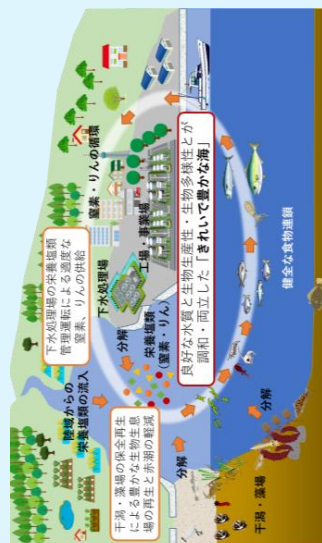 下水処理場の栄養塩類
管理運転による適度な
窒素、りんの供給
陸域からの
栄養塩類の流入
下水処理場
窒素・りんの循環
工場・事業場
分解
栄養塩類
(窒素・りん)
干潟・藻場の保全再生
による豊かな生物生息
場の再生と赤潮の軽減
良好な水質と生物生産性・生物多様性とが
調和・両立した「きれいで豊かな海」
分解
分解
健全な食物連鎖
干潟・藻場